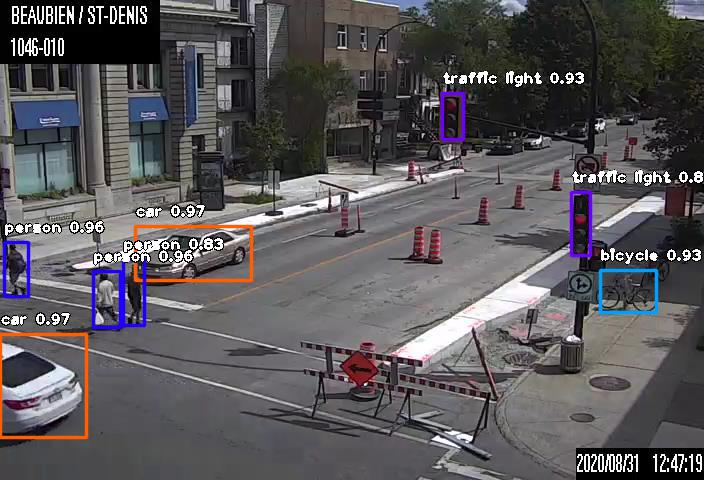 BEAUBIEN / ST-DENIS
1046-010
traffic light 0.93
traffic light 0.8
person 0.96
car 0.97
person 0.83
person 0.96
bicycle 0.93
car 0.97
2020/08/31 12:47:19